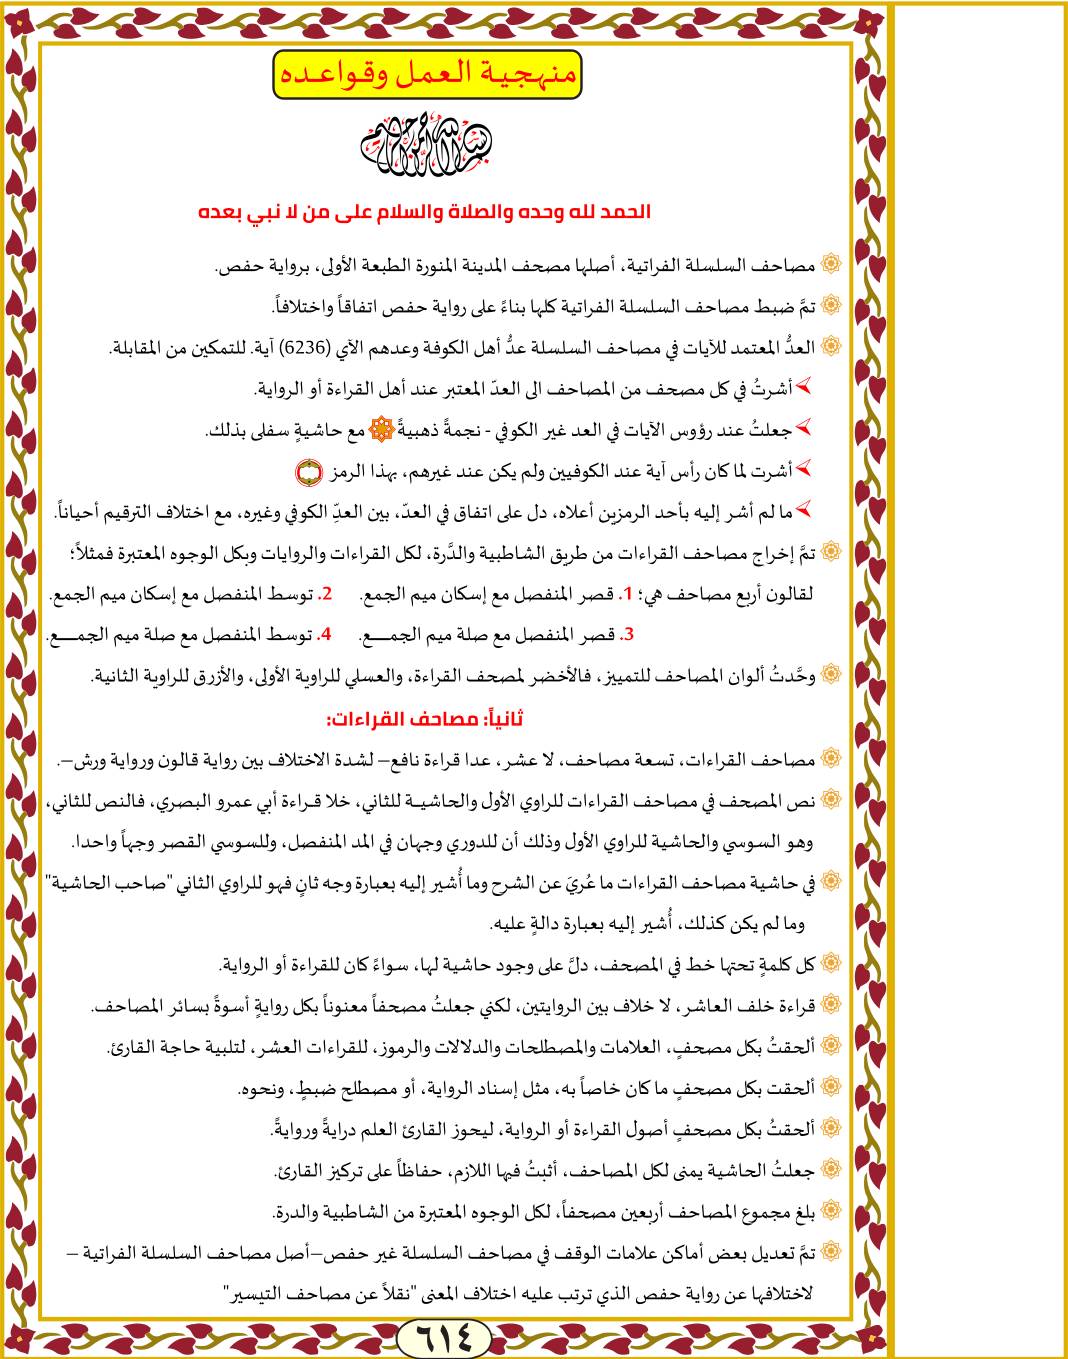 منهجية العمل وقواعده
بسم الله الرحمن الرحيم
الحمد لله وحده والصلاة والسلام على من لا نبي بعده
مصاحف السلسلة الفراتية، أصلها مصحف المدينة المنورة الطبعة الأولى، برواية حفص.
تمَّ ضبط مصاحف السلسلة الفراتية كلها بناءً على رواية حفص اتفاقاً واختلافاً.
العدُّ المعتمد للآيات في مصاحف السلسلة عدُّ أهل الكوفة وعدهم الآي (6236) آية. للتمكين من المقابلة.
أشرتُ في كل مصحف من المصاحف الى العدّ المعتبر عند أهل القراءة أو الرواية.
جعلتُ عند رؤوس الآيات في العد غير الكوفي - نجمةً ذهبيةً مع حاشيةٍ سفلى بذلك.
أشرت لما كان رأس آية عند الكوفيين ولم يكن عند غيرهم، بهذا الرمز
ما لم أشر إليه بأحد الرمزين أعلاه، دل على اتفاق في العدّ، بين العدِّ الكوفي وغيره، مع اختلاف الترقيم أحياناً.
تمَّ إخراج مصاحف القراءات من طريق الشاطبية والدَّرة، لكل القراءات والروايات وبكل الوجوه المعتبرة فمثلاً؛
لقالون أربع مصاحف هي؛ 1. قصر المنفصل مع إسكان ميم الجمع. 2. توسط المنفصل مع إسكان ميم الجمع.
3. قصر المنفصل مع صلة ميم الجمـــع. 4. توسط المنفصل مع صلة ميم الجمـــع.
وحَّدتُ ألوان المصاحف للتمييز، فالأخضر لمصحف القراءة، والعسلي للراوية الأولى، والأزرق للراوية الثانية.
ثانياً: مصاحف القراءات:
مصاحف القراءات، تسعة مصاحف، لا عشر، عدا قراءة نافع– لشدة الاختلاف بين رواية قالون ورواية ورش–.
نص المصحف في مصاحف القراءات للراوي الأول والحاشيـة للثاني، خلا قـراءة أبي عمرو البصري، فالنص للثاني،
وهو السوسي والحاشية للراوي الأول وذلك أن للدوري وجهان في المد المنفصل، وللسوسي القصر وجهاً واحدا.
في حاشية مصاحف القراءات ما عُريَ عن الشرح وما أُشير إليه بعبارة وجه ثانٍ فهو للراوي الثاني "صاحب الحاشية"
وما لم يكن كذلك، أُشير إليه بعبارة دالةٍ عليه.
كل كلمةٍ تحتها خط في المصحف، دلَّ على وجود حاشية لها، سواءً كان للقراءة أو الرواية.
قراءة خلف العاشر، لا خلاف بين الروايتين، لكني جعلتُ مصحفاً معنوناً بكل روايةٍ أسوةً بسائر المصاحف.
ألحقتُ بكل مصحفٍ، العلامات والمصطلحات والدلالات والرموز، للقراءات العشر، لتلبية حاجة القارئ.
ألحقت بكل مصحفٍ ما كان خاصاً به، مثل إسناد الرواية، أو مصطلح ضبطٍ، ونحوه.
ألحقتُ بكل مصحفٍ أصول القراءة أو الرواية، ليحوز القارئ العلم درايةً وروايةً.
جعلتُ الحاشية يمنى لكل المصاحف، أثبتُ فيها اللازم، حفاظاً على تركيز القارئ.
بلغ مجموع المصاحف أربعين مصحفاً، لكل الوجوه المعتبرة من الشاطبية والدرة.
تمَّ تعديل بعض أماكن علامات الوقف في مصاحف السلسلة غير حفص–أصل مصاحف السلسلة الفراتية –
لاختلافها عن رواية حفص الذي ترتب عليه اختلاف المعنى "نقلاً عن مصاحف التيسير"
٦١٤